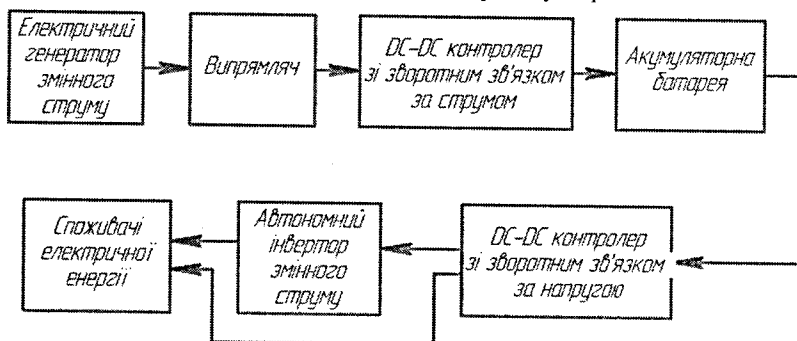 Електричний
генератор
змінного
струму
Випрямляч
DC-DC контролер
зі зворотним зв'язком
за струмом
Акумуляторна
батарея
Споживачі
електричної
енергії
Автономний
інвертор
змінного
струму
DC-DC контролер
зі зворотним зв'язком
за напругою